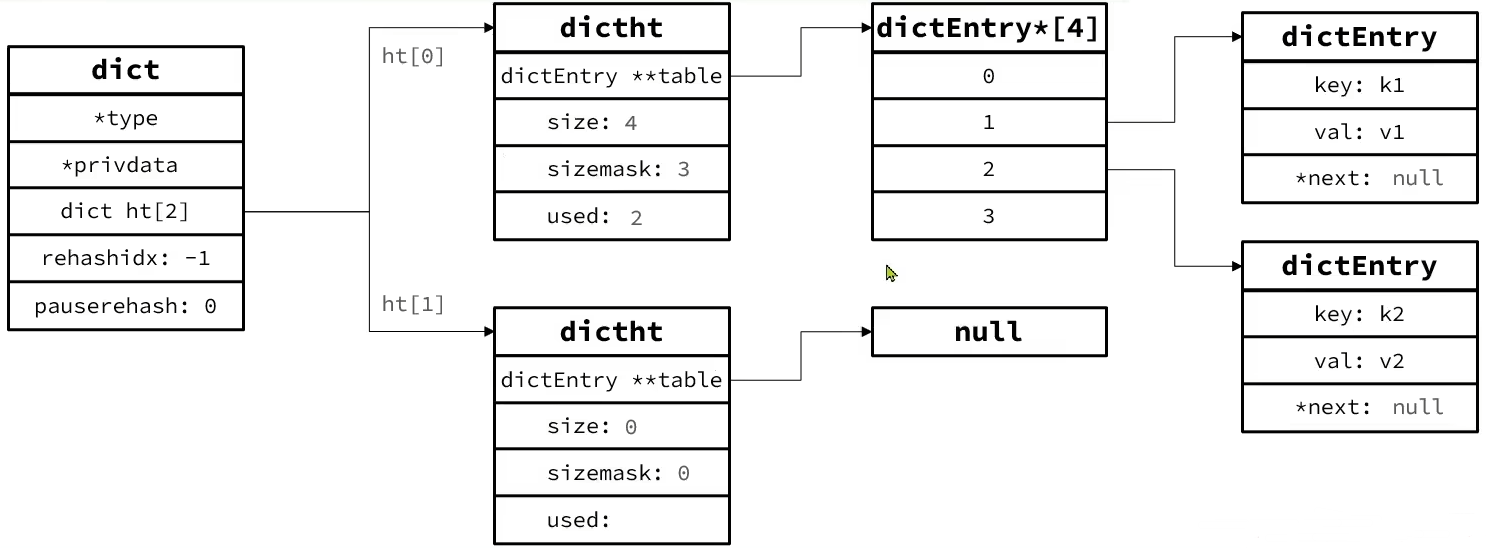 dict
*type
*privdata
dict ht[2]
rehashidx: -1
pauserehash: 0
ht[0]
dictht
dictEntry **table
size: 4
sizemask: 3
used: 2
ht[1]
dictht
dictEntry **table
size: 0
sizemask: 0
used:
dictEntry*[4]
0
1
2
3
null
dictEntry
key: k1
val: v1
*next: null
dictEntry
key: k2
val: v2
*next: null